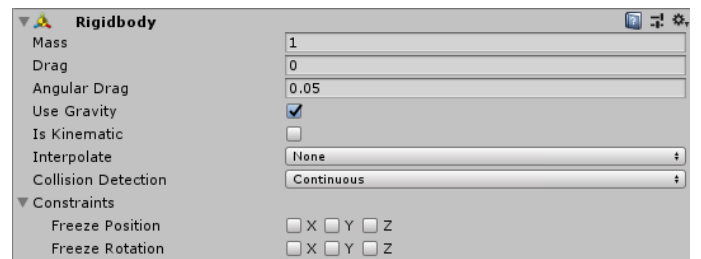 Rigidbody
Mass 1
Drag 0
Angular Drag 0.05
Use Gravity
Is Kinematic
Interpolate None
Collision Detection Continuous
Constraints
Freeze Position X Y Z
Freeze Rotation X Y Z